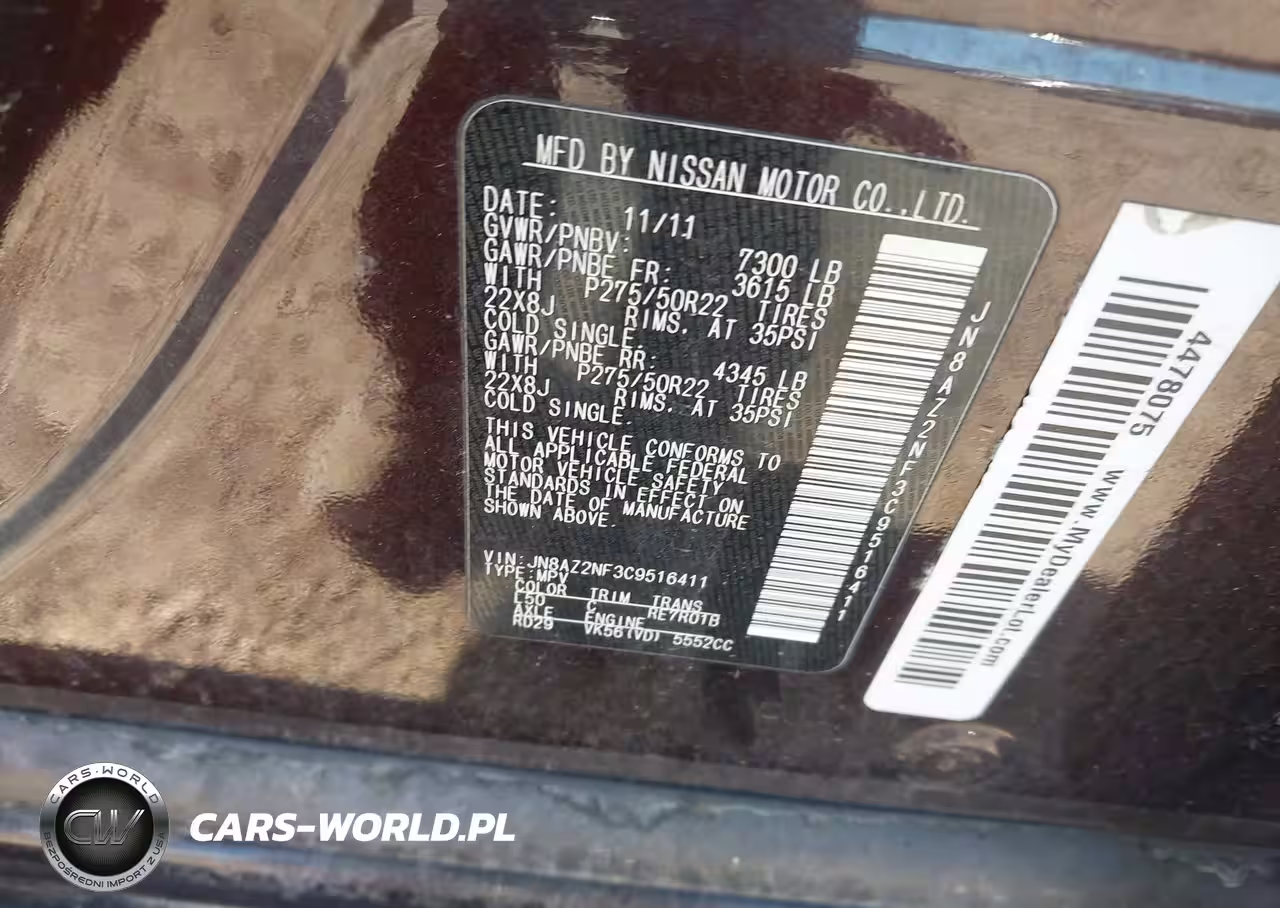 MFD BY NISSAN MOTOR CO.,LTD.
DATE: 11/11
GVWR/PNBV: 7300 LB
GAWR/PNBE FR: 3615 LB
WITH P275/50R22 TIRES
22X8J RIMS. AT 35PSI
COLD SINGLE.
GAWR/PNBE RR: 4345 LB
WITH P275/50R22 TIRES
22X8J RIMS. AT 35PSI
COLD SINGLE.
THIS VEHICLE CONFORMS TO
ALL APPLICABLE FEDERAL
MOTOR VEHICLE SAFETY
STANDARDS IN EFFECT ON
THE DATE OF MANUFACTURE
SHOWN ABOVE.
VIN:JN8AZ2NF3C9516411
TYPE:MPV
COLOR TRIM TRANS
L50 C RE7R01B
AXLE ENGINE
RD29 VK56(VD) 5552CC
JN8AZ2NF3C9516411
4478075 www.MyDealerLot.com
CARS-WORLD
CW
BEZPOŚREDNI IMPORT Z USA
CARS-WORLD.PL